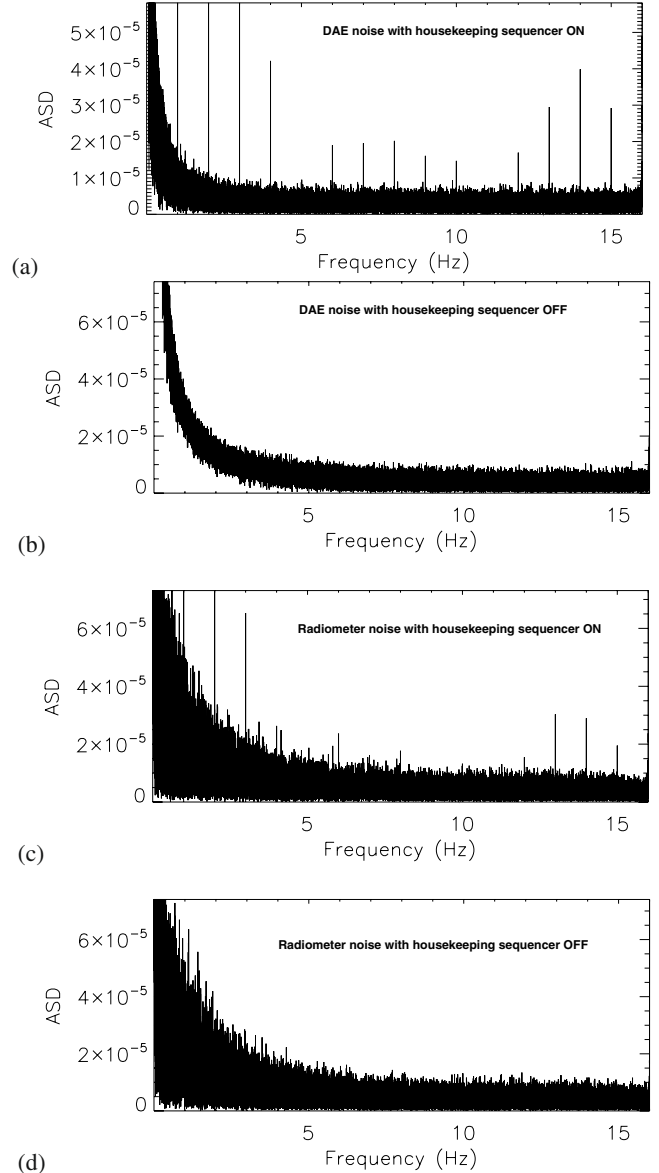 DAE noise with housekeeping sequencer ON
5×10⁻⁵
4×10⁻⁵
3×10⁻⁵
2×10⁻⁵
1×10⁻⁵
0
ASD
5 10 15
Frequency (Hz)
(a)
DAE noise with housekeeping sequencer OFF
6×10⁻⁵
4×10⁻⁵
2×10⁻⁵
0
ASD
5 10 15
Frequency (Hz)
(b)
Radiometer noise with housekeeping sequencer ON
6×10⁻⁵
4×10⁻⁵
2×10⁻⁵
0
ASD
5 10 15
Frequency (Hz)
(c)
Radiometer noise with housekeeping sequencer OFF
6×10⁻⁵
4×10⁻⁵
2×10⁻⁵
0
ASD
5 10 15
Frequency (Hz)
(d)